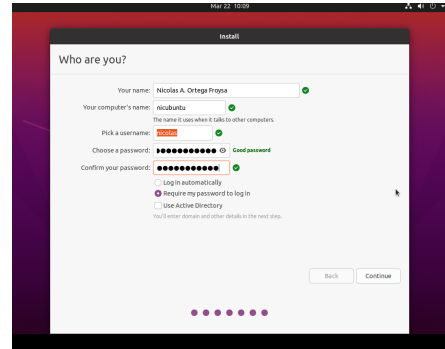 Mar 22 10:09
Install
Who are you?
Your name: Nicolas A. Ortega Froysa
Your computer's name: nicubuntu
The name it uses when it talks to other computers.
Pick a username: nicolas
Choose a password: ●●●●●●●●●●● Good password
Confirm your password: ●●●●●●●●●●●
Log in automatically
Require my password to log in
Use Active Directory
You'll enter domain and other details in the next step.
Back Continue